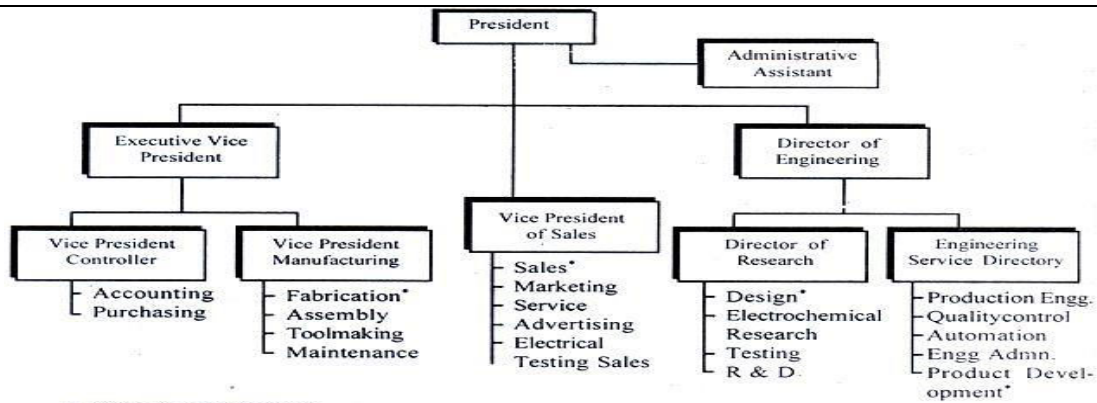 President
Administrative
Assistant
Executive Vice
President
Director of
Engineering
Vice President
Controller
Accounting
Purchasing
Vice President
Manufacturing
Fabrication*
Assembly
Toolmaking
Maintenance
Vice President
of Sales
Sales*
Marketing
Service
Advertising
Electrical
Testing Sales
Director of
Research
Design*
Electrochemical
Research
Testing
R & D.
Engineering
Service Directory
Production Engg.
Qualitycontrol
Automation
Engg Admn.
Product Devel-
opment*